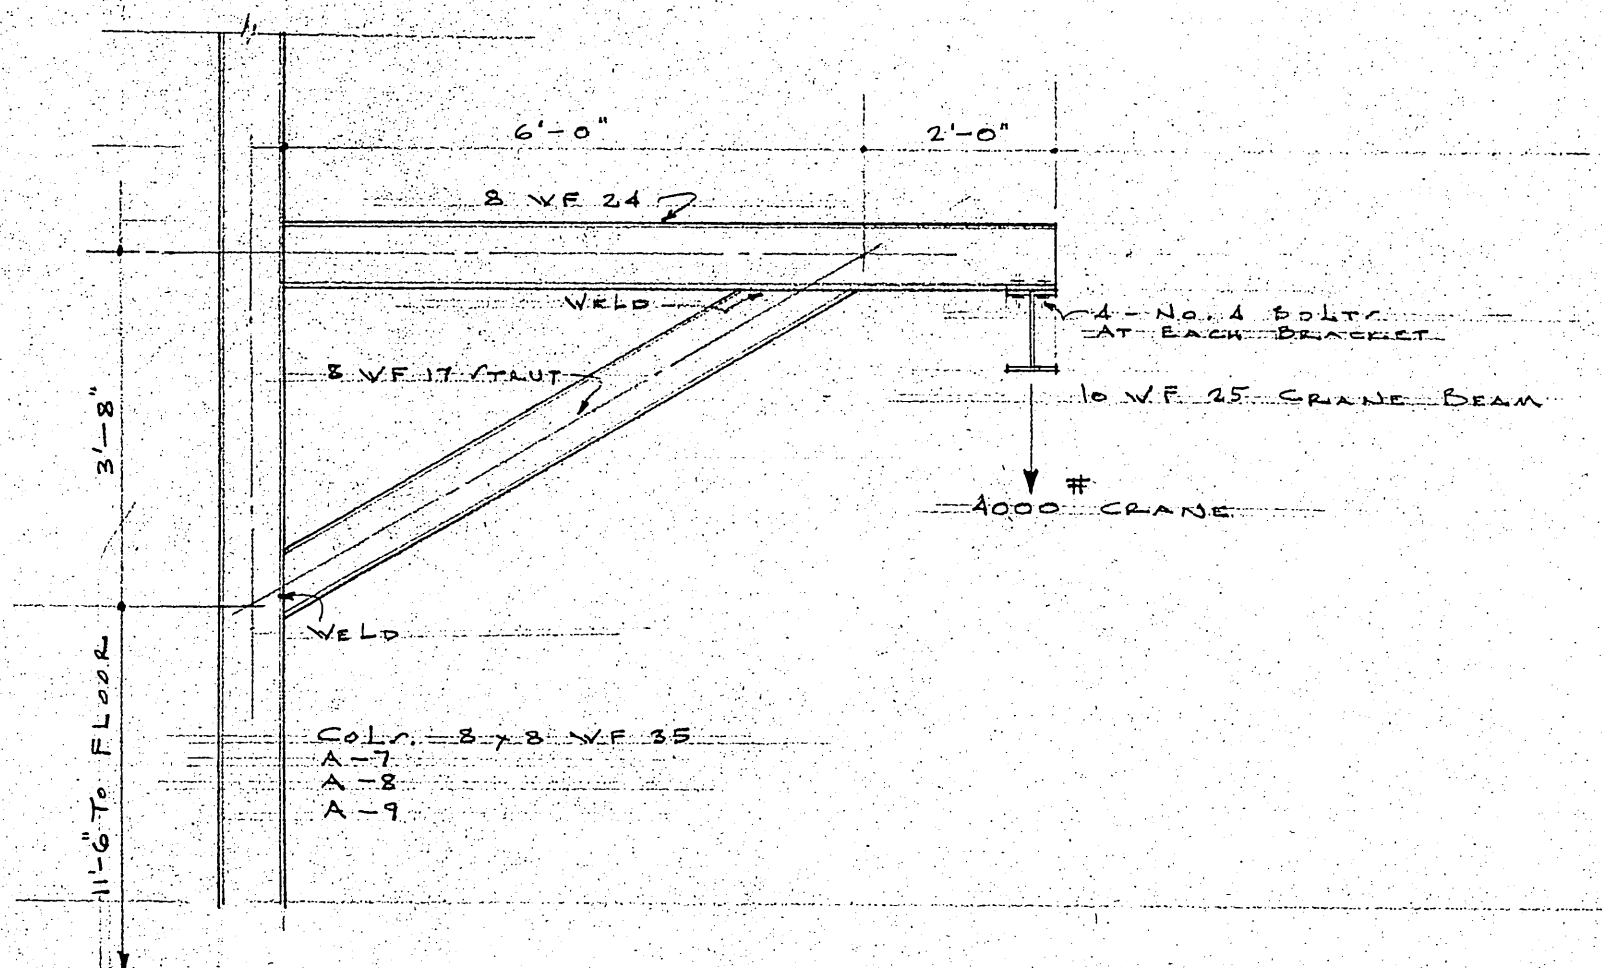 6'-0"
2'-0"
8 WF 24
WELD
4 - No. 4 BOLTS
AT EACH BRACKET
8 WF 17 STRUT
10 WF 25 CRANE BEAM
3'-8"
4000 # CRANE
WELD
11'-6" TO FLOOR
COLS. - 8 x 8 WF 35
A-7
A-8
A-9